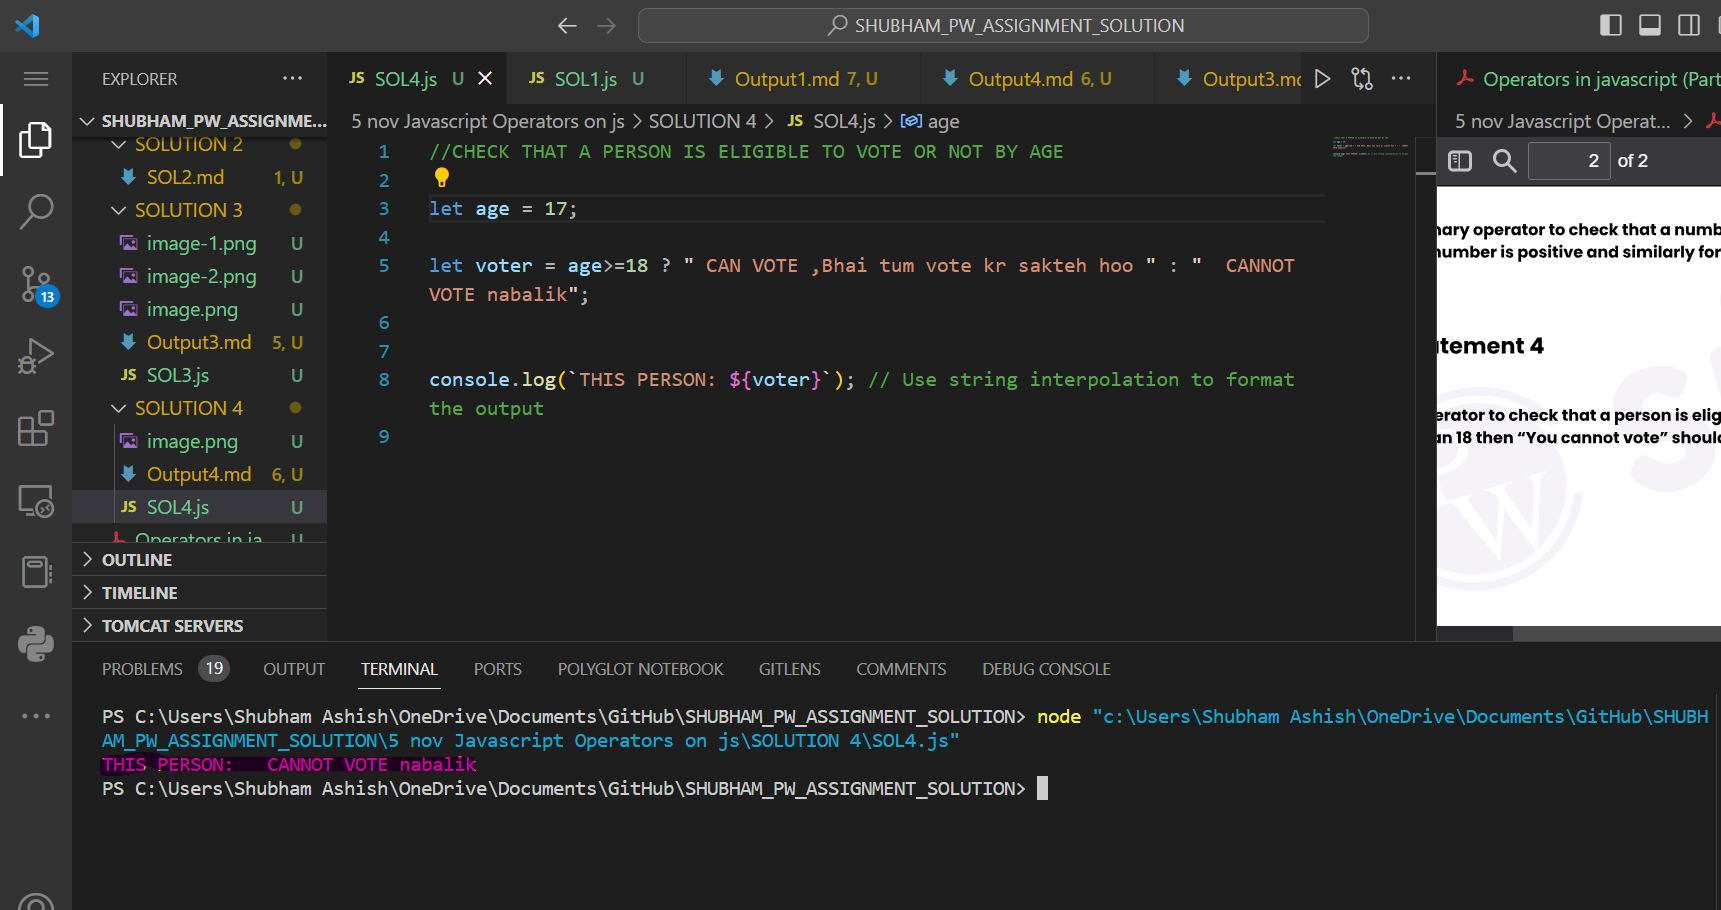 SHUBHAM_PW_ASSIGNMENT_SOLUTION
EXPLORER
SHUBHAM_PW_ASSIGNME...
SOLUTION 2
SOL2.md 1, U
SOLUTION 3
image-1.png U
image-2.png U
image.png U
Output3.md 5, U
SOL3.js U
SOLUTION 4
image.png U
Output4.md 6, U
JS SOL4.js U
Operators in ja U
OUTLINE
TIMELINE
TOMCAT SERVERS
13
JS SOL4.js U
JS SOL1.js U
Output1.md 7, U
Output4.md 6, U
Output3.mc
5 nov Javascript Operators on js > SOLUTION 4 > JS SOL4.js > age
1 //CHECK THAT A PERSON IS ELIGIBLE TO VOTE OR NOT BY AGE
2
3 let age = 17;
4
5 let voter = age>=18 ? " CAN VOTE ,Bhai tum vote kr sakteh hoo " : "  CANNOT
VOTE nabalik";
6
7
8 console.log(`THIS PERSON: ${voter}`); // Use string interpolation to format
the output
9
Operators in javascript (Part
5 nov Javascript Operat... >
2 of 2
nary operator to check that a numb
number is positive and similarly for
tement 4
erator to check that a person is elig
an 18 then “You cannot vote” shoul
PROBLEMS 19 OUTPUT TERMINAL PORTS POLYGLOT NOTEBOOK GITLENS COMMENTS DEBUG CONSOLE
PS C:\Users\Shubham Ashish\OneDrive\Documents\GitHub\SHUBHAM_PW_ASSIGNMENT_SOLUTION> node "c:\Users\Shubham Ashish\OneDrive\Documents\GitHub\SHUBH
AM_PW_ASSIGNMENT_SOLUTION\5 nov Javascript Operators on js\SOLUTION 4\SOL4.js"
THIS PERSON:   CANNOT VOTE nabalik
PS C:\Users\Shubham Ashish\OneDrive\Documents\GitHub\SHUBHAM_PW_ASSIGNMENT_SOLUTION>